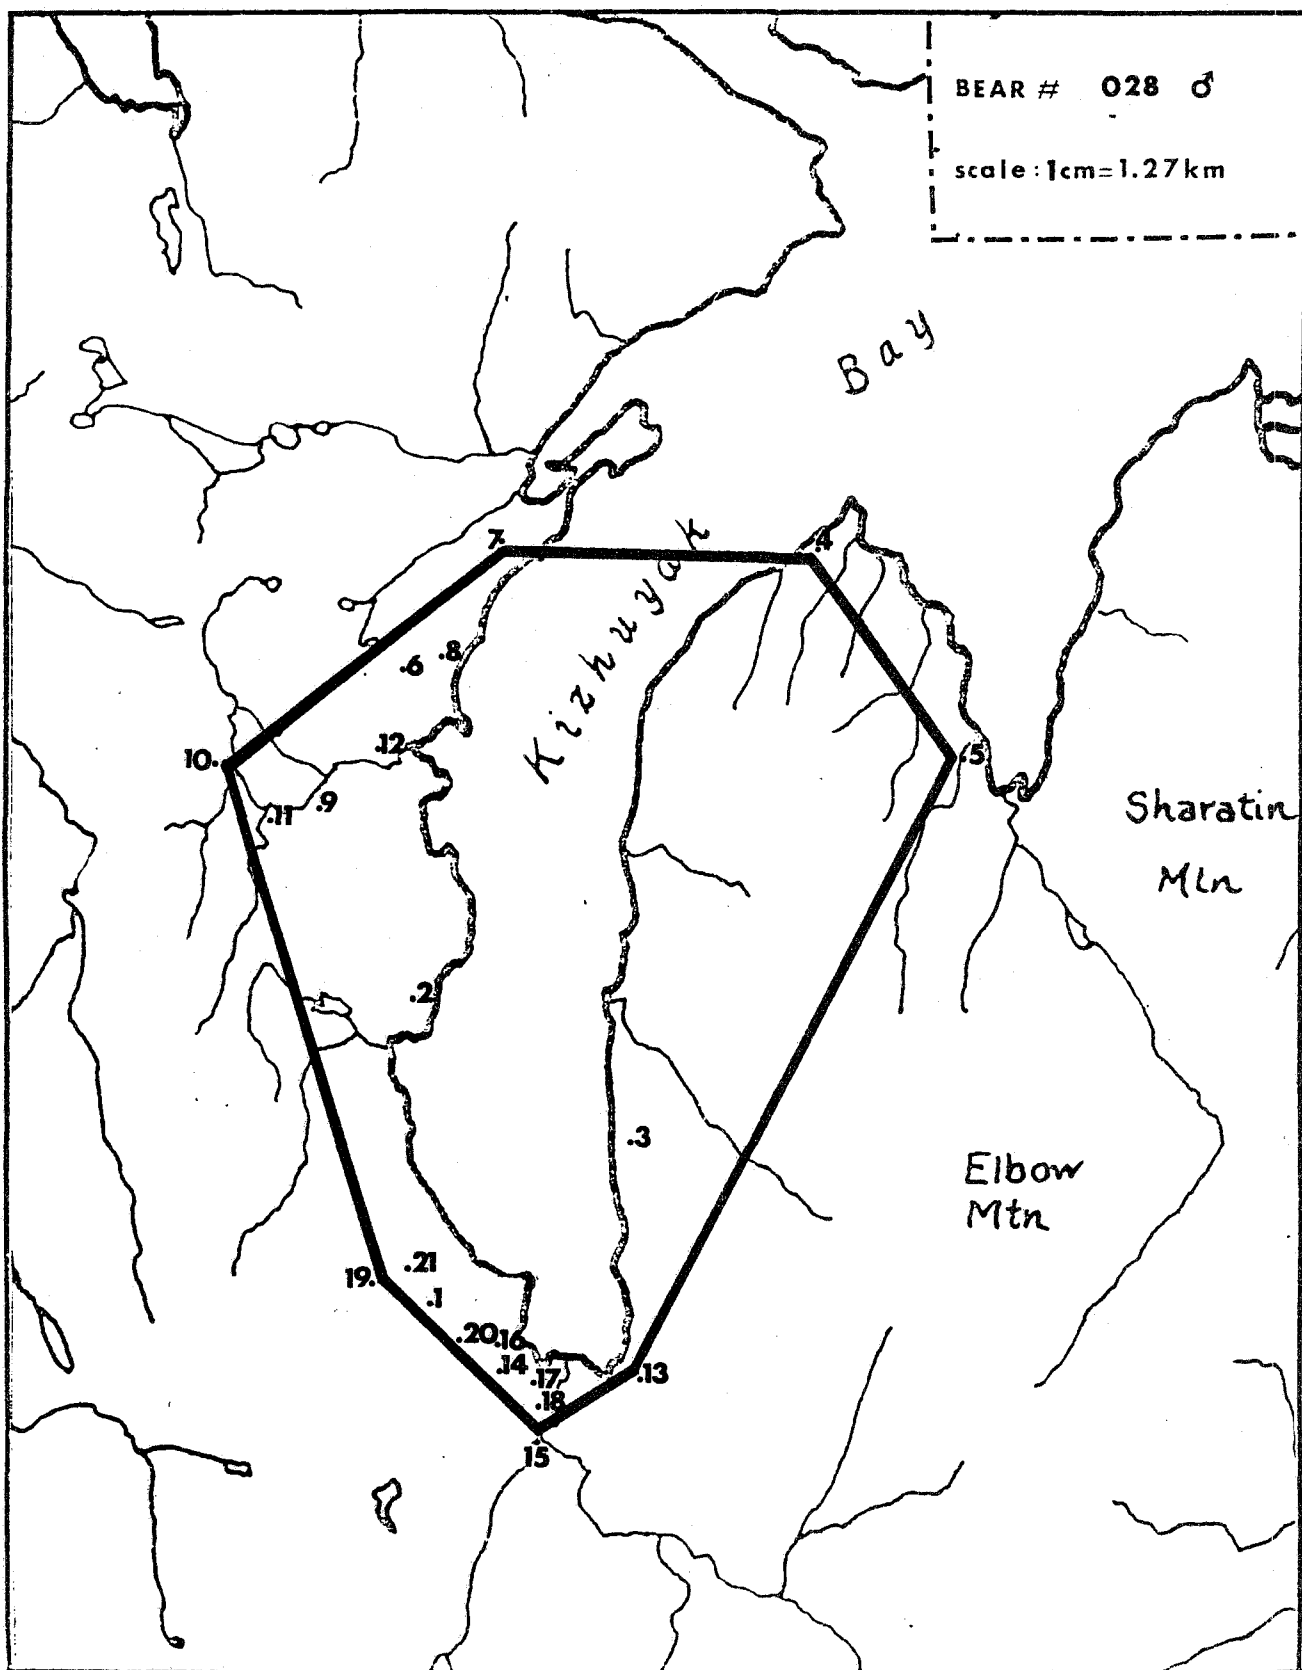 BEAR # 028 ♂
scale: 1cm=1.27km
Bay
Kizhuyak
7.
.4
.6
.8
10.
.12
.5
.11
.9
Sharatin
Mtn
.2
.3
Elbow
Mtn
19.
.21
.1
.20
.16
.14
.17
.13
.18
15